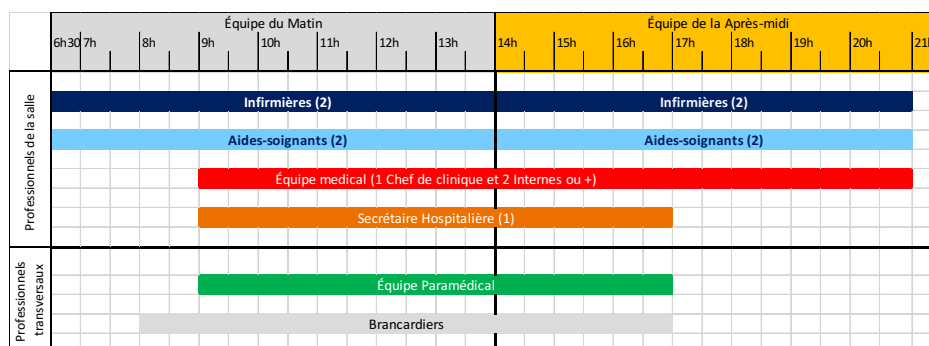 Équipe du Matin
Équipe de la Après-midi
6h30 7h 8h 9h 10h 11h 12h 13h 14h 15h 16h 17h 18h 19h 20h 21h
Professionnels de la salle
Infirmières (2)
Infirmières (2)
Aides-soignants (2)
Aides-soignants (2)
Équipe medical (1 Chef de clinique et 2 Internes ou +)
Secrétaire Hospitalière (1)
Professionnels
transversaux
Équipe Paramédical
Brancardiers